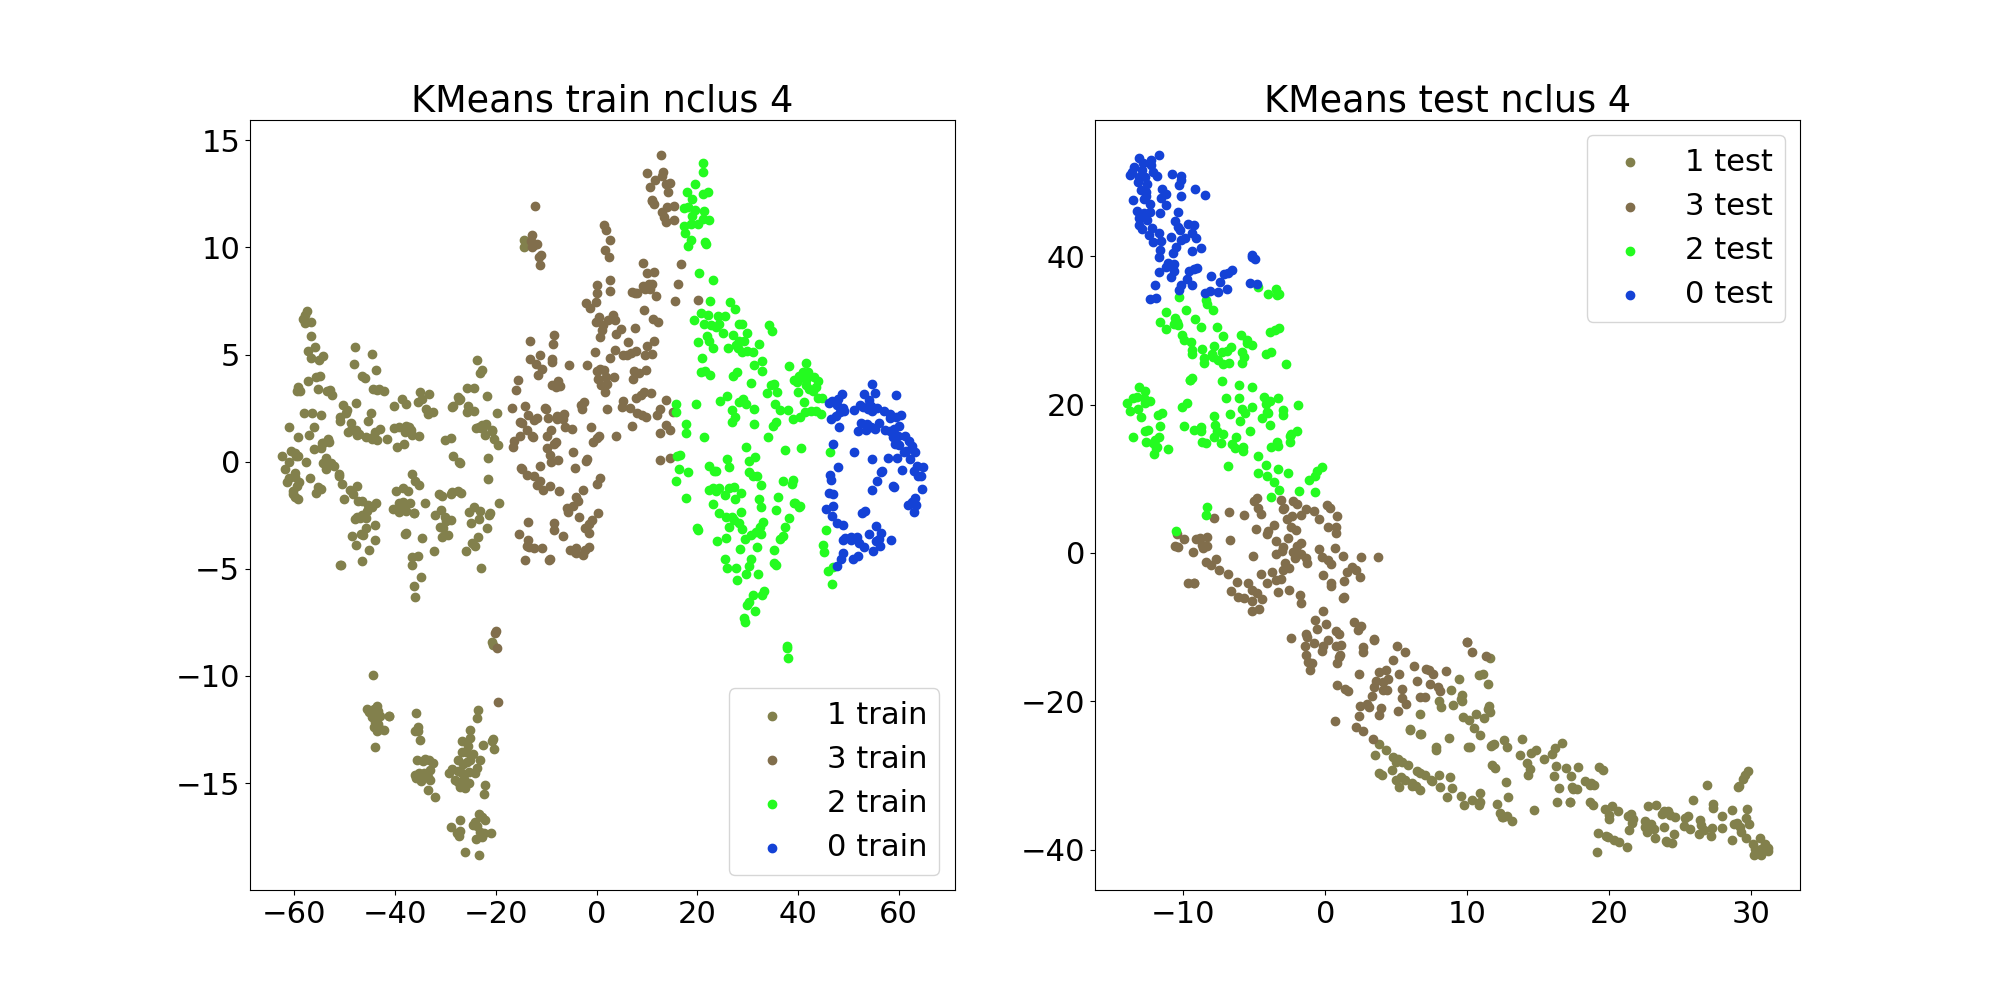 KMeans train nclus 4
15
10
5
0
−5
−10
−15
−60 −40 −20 0 20 40 60
1 train
3 train
2 train
0 train
KMeans test nclus 4
40
20
0
−20
−40
−10 0 10 20 30
1 test
3 test
2 test
0 test